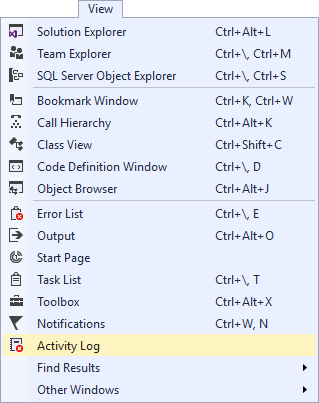 View
Solution Explorer Ctrl+Alt+L
Team Explorer Ctrl+\, Ctrl+M
SQL Server Object Explorer Ctrl+\, Ctrl+S
Bookmark Window Ctrl+K, Ctrl+W
Call Hierarchy Ctrl+Alt+K
Class View Ctrl+Shift+C
Code Definition Window Ctrl+\, D
Object Browser Ctrl+Alt+J
Error List Ctrl+\, E
Output Ctrl+Alt+O
Start Page
Task List Ctrl+\, T
Toolbox Ctrl+Alt+X
Notifications Ctrl+W, N
Activity Log
Find Results
Other Windows